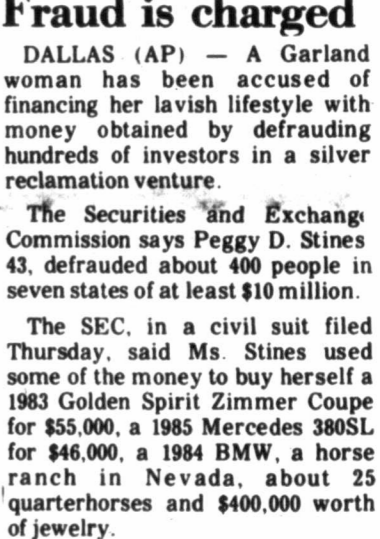 Fraud is charged
DALLAS (AP) — A Garland
woman has been accused of
financing her lavish lifestyle with
money obtained by defrauding
hundreds of investors in a silver
reclamation venture.
The Securities and Exchang
Commission says Peggy D. Stines
43, defrauded about 400 people in
seven states of at least $10 million.
The SEC, in a civil suit filed
Thursday, said Ms. Stines used
some of the money to buy herself a
1983 Golden Spirit Zimmer Coupe
for $55,000, a 1985 Mercedes 380SL
for $46,000, a 1984 BMW, a horse
ranch in Nevada, about 25
quarterhorses and $400,000 worth
of jewelry.